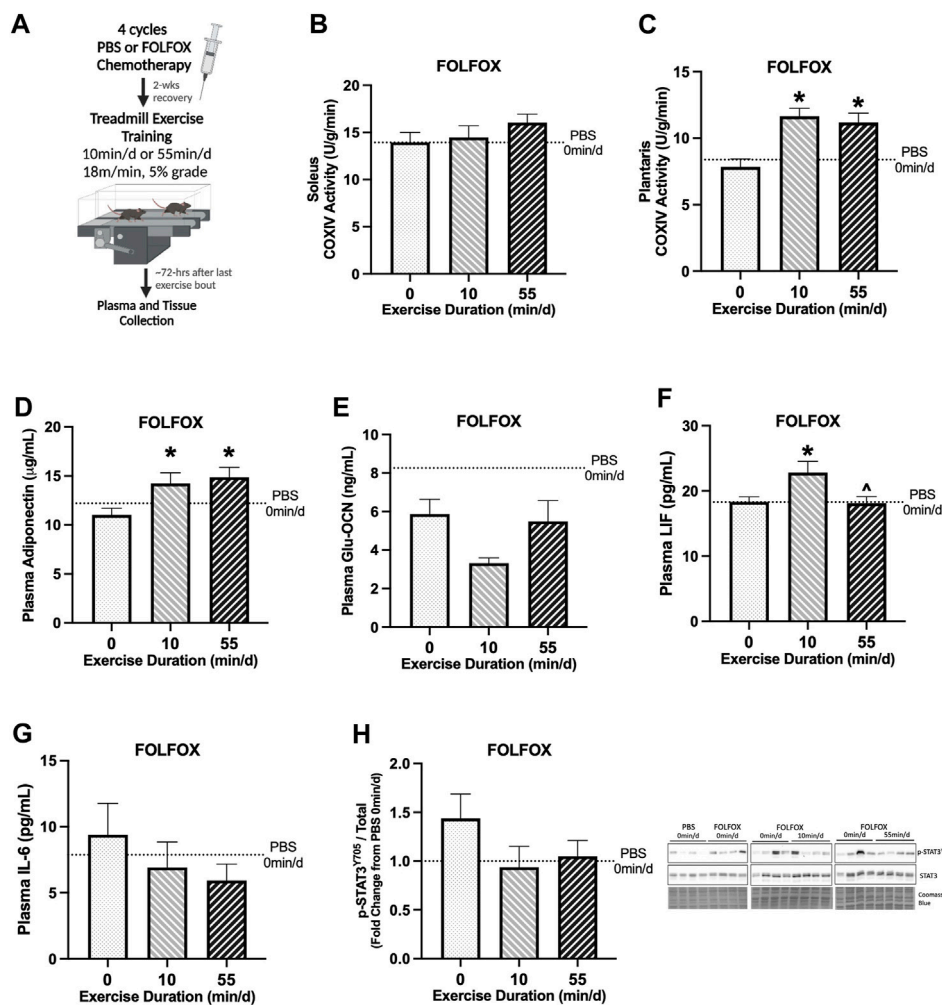 A
4 cycles
PBS or FOLFOX
Chemotherapy
2-wks
recovery
Treadmill Exercise
Training
10min/d or 55min/d
18m/min, 5% grade
~72-hrs after last
exercise bout
Plasma and Tissue
Collection
B
FOLFOX
Soleus
COXIV Activity (U/g/min)
20
15
10
5
0
PBS
0min/d
0 10 55
Exercise Duration (min/d)
C
FOLFOX
Plantaris
COXIV Activity (U/g/min)
15
10
5
0
* *
PBS
0min/d
0 10 55
Exercise Duration (min/d)
D
FOLFOX
Plasma Adiponectin (µg/mL)
20
15
10
5
0
* *
PBS
0min/d
0 10 55
Exercise Duration (min/d)
E
FOLFOX
Plasma Glu-OCN (ng/mL)
10
8
6
4
2
0
PBS
0min/d
0 10 55
Exercise Duration (min/d)
F
FOLFOX
Plasma LIF (pg/mL)
30
20
10
0
* ^
PBS
0min/d
0 10 55
Exercise Duration (min/d)
G
FOLFOX
Plasma IL-6 (pg/mL)
15
10
5
0
PBS
0min/d
0 10 55
Exercise Duration (min/d)
H
FOLFOX
p-STAT3Y705 / Total
(Fold Change from PBS 0min/d)
2.0
1.5
1.0
0.5
0.0
PBS
0min/d
0 10 55
Exercise Duration (min/d)
PBS FOLFOX
0min/d 0min/d
FOLFOX
0min/d 10min/d
FOLFOX
0min/d 55min/d
p-STAT3
STAT3
Coomass
Blue